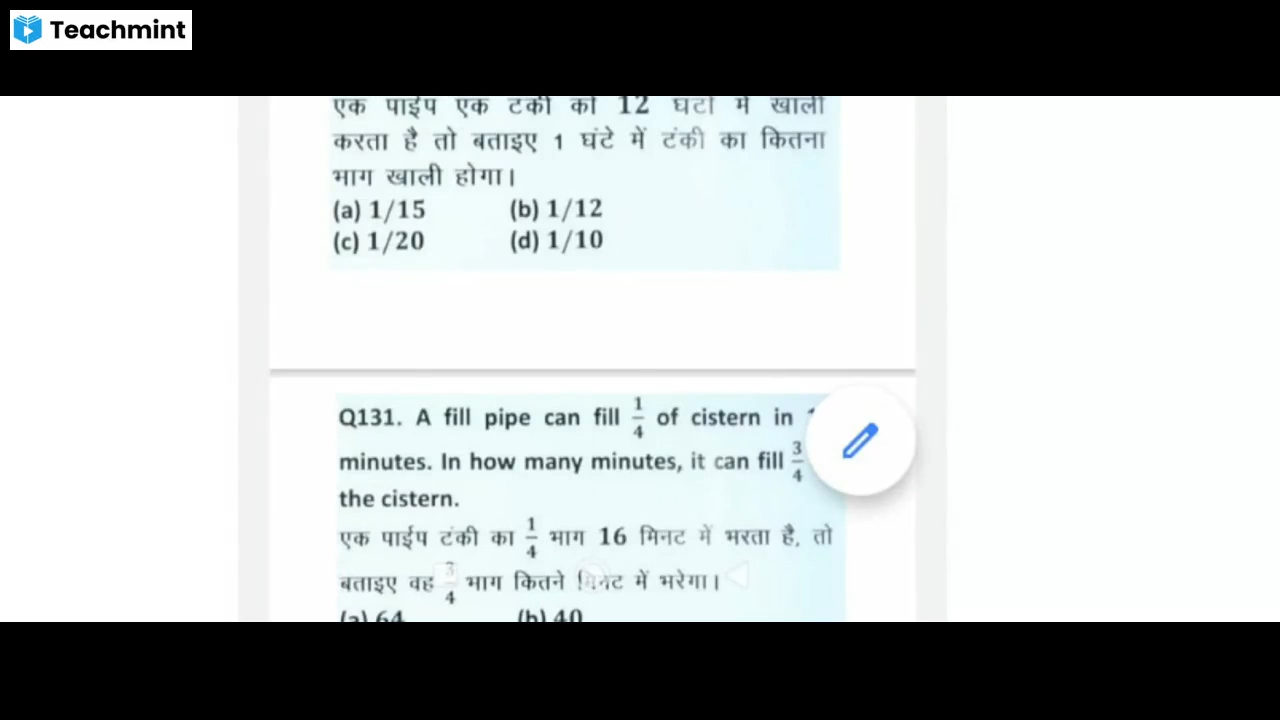 Teachmint
एक पाईप एक टंकी को 12 घंटों में खाली
करता है तो बताइए 1 घंटे में टंकी का कितना
भाग खाली होगा।
(a) 1/15 (b) 1/12
(c) 1/20 (d) 1/10
Q131. A fill pipe can fill 1/4 of cistern in
minutes. In how many minutes, it can fill 3/4
the cistern.
एक पाईप टंकी का 1/4 भाग 16 मिनट में भरता है, तो
बताइए वह 3/4 भाग कितने मिनट में भरेगा।
(a) 64 (b) 40